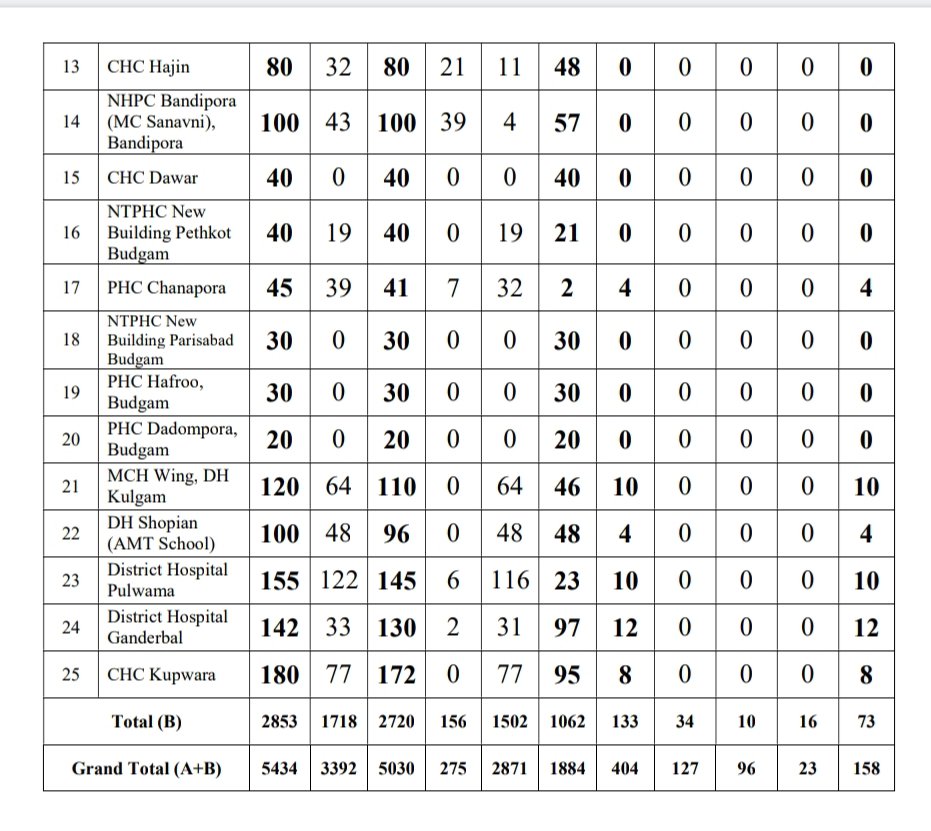 13 CHC Hajin 80 32 80 21 11 48 0 0 0 0 0
NHPC Bandipora
14 (MC Sanavni), 100 43 100 39 4 57 0 0 0 0 0
Bandipora
15 CHC Dawar 40 0 40 0 0 40 0 0 0 0 0
NTPHC New
16 Building Pethkot 40 19 40 0 19 21 0 0 0 0 0
Budgam
17 PHC Chanapora 45 39 41 7 32 2 4 0 0 0 4
NTPHC New
18 Building Parisabad 30 0 30 0 0 30 0 0 0 0 0
Budgam
PHC Hafroo,
19 30 0 30 0 0 30 0 0 0 0 0
Budgam
PHC Dadompora,
20 20 0 20 0 0 20 0 0 0 0 0
Budgam
MCH Wing, DH
21 120 64 110 0 64 46 10 0 0 0 10
Kulgam
DH Shopian
22 100 48 96 0 48 48 4 0 0 0 4
(AMT School)
District Hospital
23 155 122 145 6 116 23 10 0 0 0 10
Pulwama
District Hospital
24 142 33 130 2 31 97 12 0 0 0 12
Ganderbal
25 CHC Kupwara 180 77 172 0 77 95 8 0 0 0 8
Total (B) 2853 1718 2720 156 1502 1062 133 34 10 16 73
Grand Total (A+B) 5434 3392 5030 275 2871 1884 404 127 96 23 158